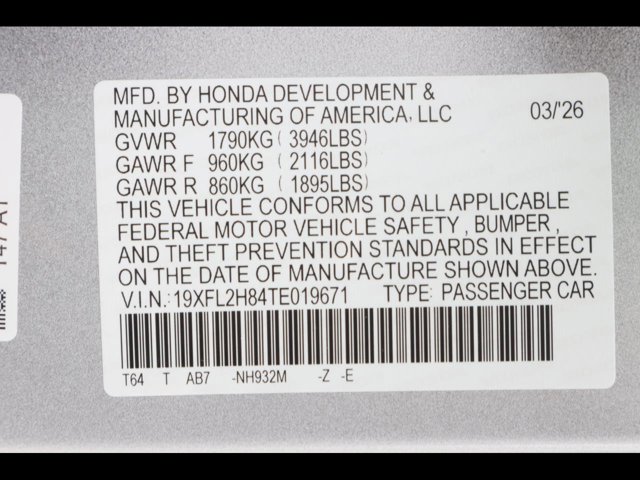 MFD. BY HONDA DEVELOPMENT &
MANUFACTURING OF AMERICA, LLC 03/'26
GVWR 1790KG ( 3946LBS)
GAWR F 960KG ( 2116LBS)
GAWR R 860KG ( 1895LBS)
THIS VEHICLE CONFORMS TO ALL APPLICABLE
FEDERAL MOTOR VEHICLE SAFETY , BUMPER ,
AND THEFT PREVENTION STANDARDS IN EFFECT
ON THE DATE OF MANUFACTURE SHOWN ABOVE.
V.I.N.: 19XFL2H84TE019671 TYPE: PASSENGER CAR
T64 T AB7 -NH932M -Z -E